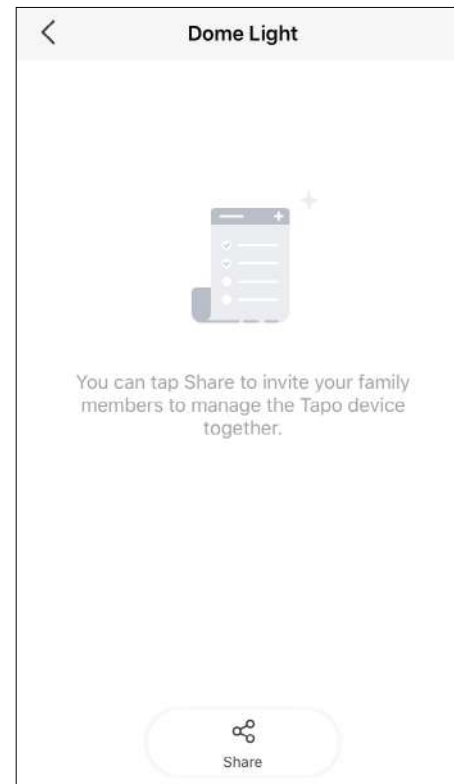 Dome Light
You can tap Share to invite your family
members to manage the Tapo device
together.
Share